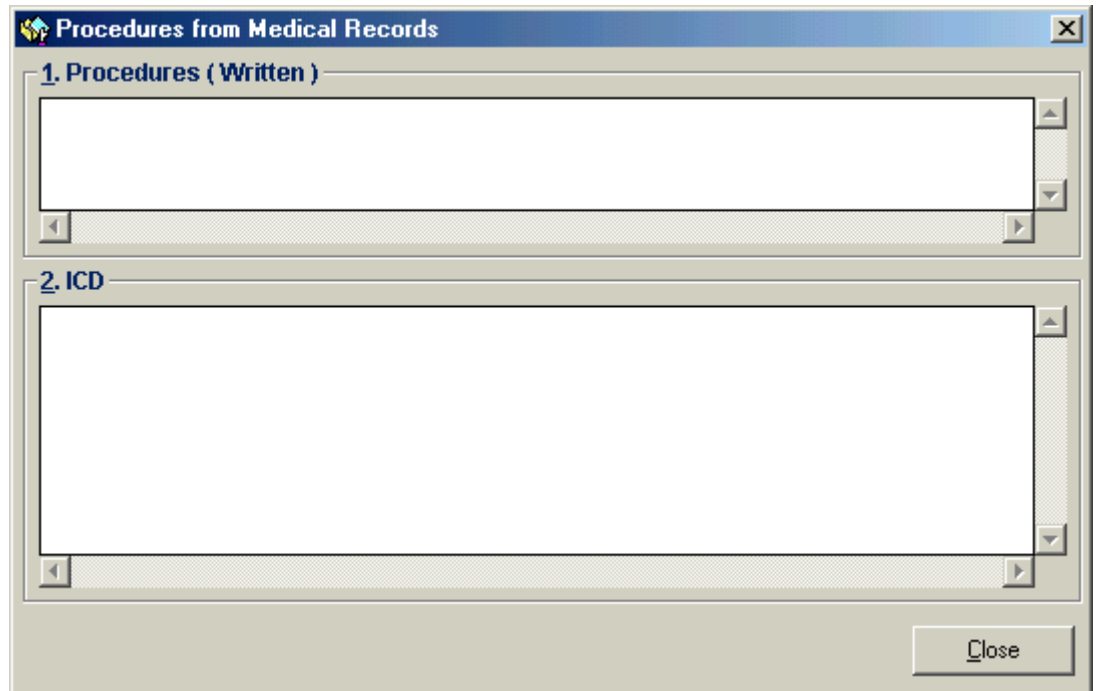 Procedures from Medical Records
1. Procedures ( Written )
2. ICD
Close